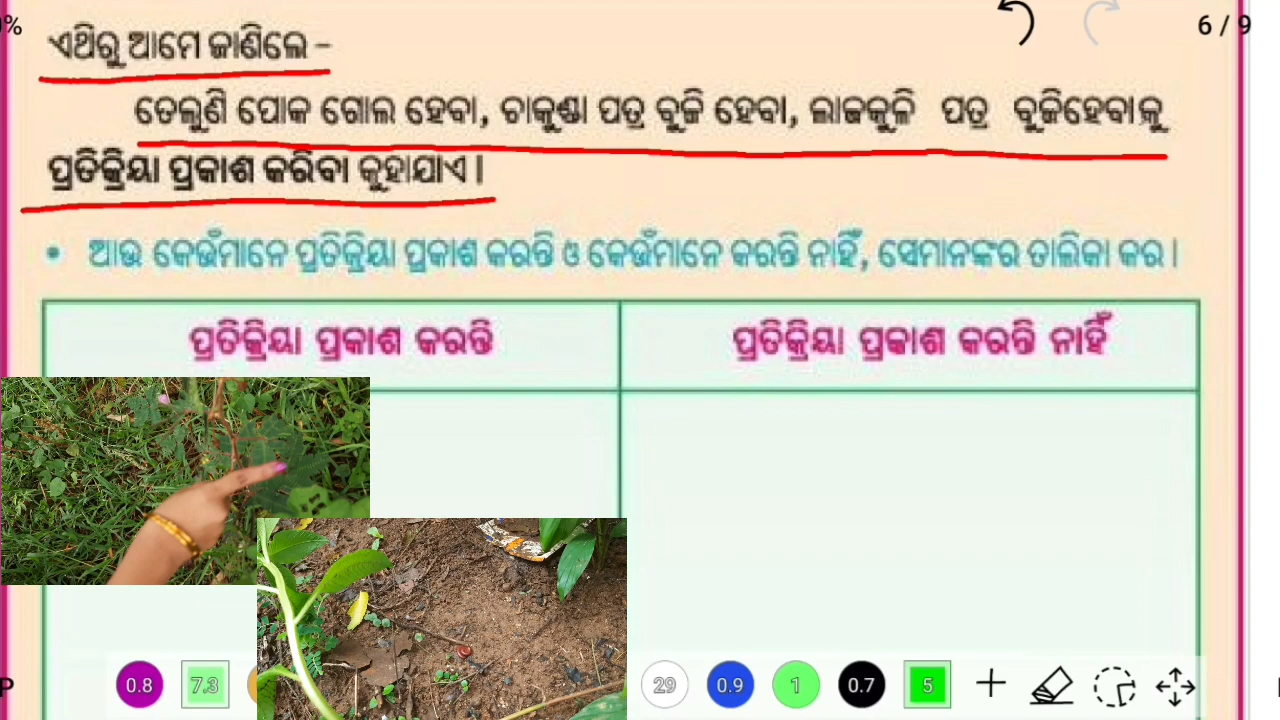 0%
6 / 9
ଏଥିରୁ ଆମେ ଜାଣିଲେ –
ତେଲୁଣି ପୋକ ଗୋଲ ହେବା, ଚାକୁଣ୍ଡା ପତ୍ର ବୁଜି ହେବା, ଲାଜକୁଳି ପତ୍ର ବୁଜିହେବାକୁ
ପ୍ରତିକ୍ରିୟା ପ୍ରକାଶ କରିବା କୁହାଯାଏ ।
• ଆଉ କେଉଁମାନେ ପ୍ରତିକ୍ରିୟା ପ୍ରକାଶ କରନ୍ତି ଓ କେଉଁମାନେ କରନ୍ତି ନାହିଁ, ସେମାନଙ୍କର ତାଲିକା କର ।
ପ୍ରତିକ୍ରିୟା ପ୍ରକାଶ କରନ୍ତି
ପ୍ରତିକ୍ରିୟା ପ୍ରକାଶ କରନ୍ତି ନାହିଁ
P 0.8 7.3 29 0.9 1 0.7 5